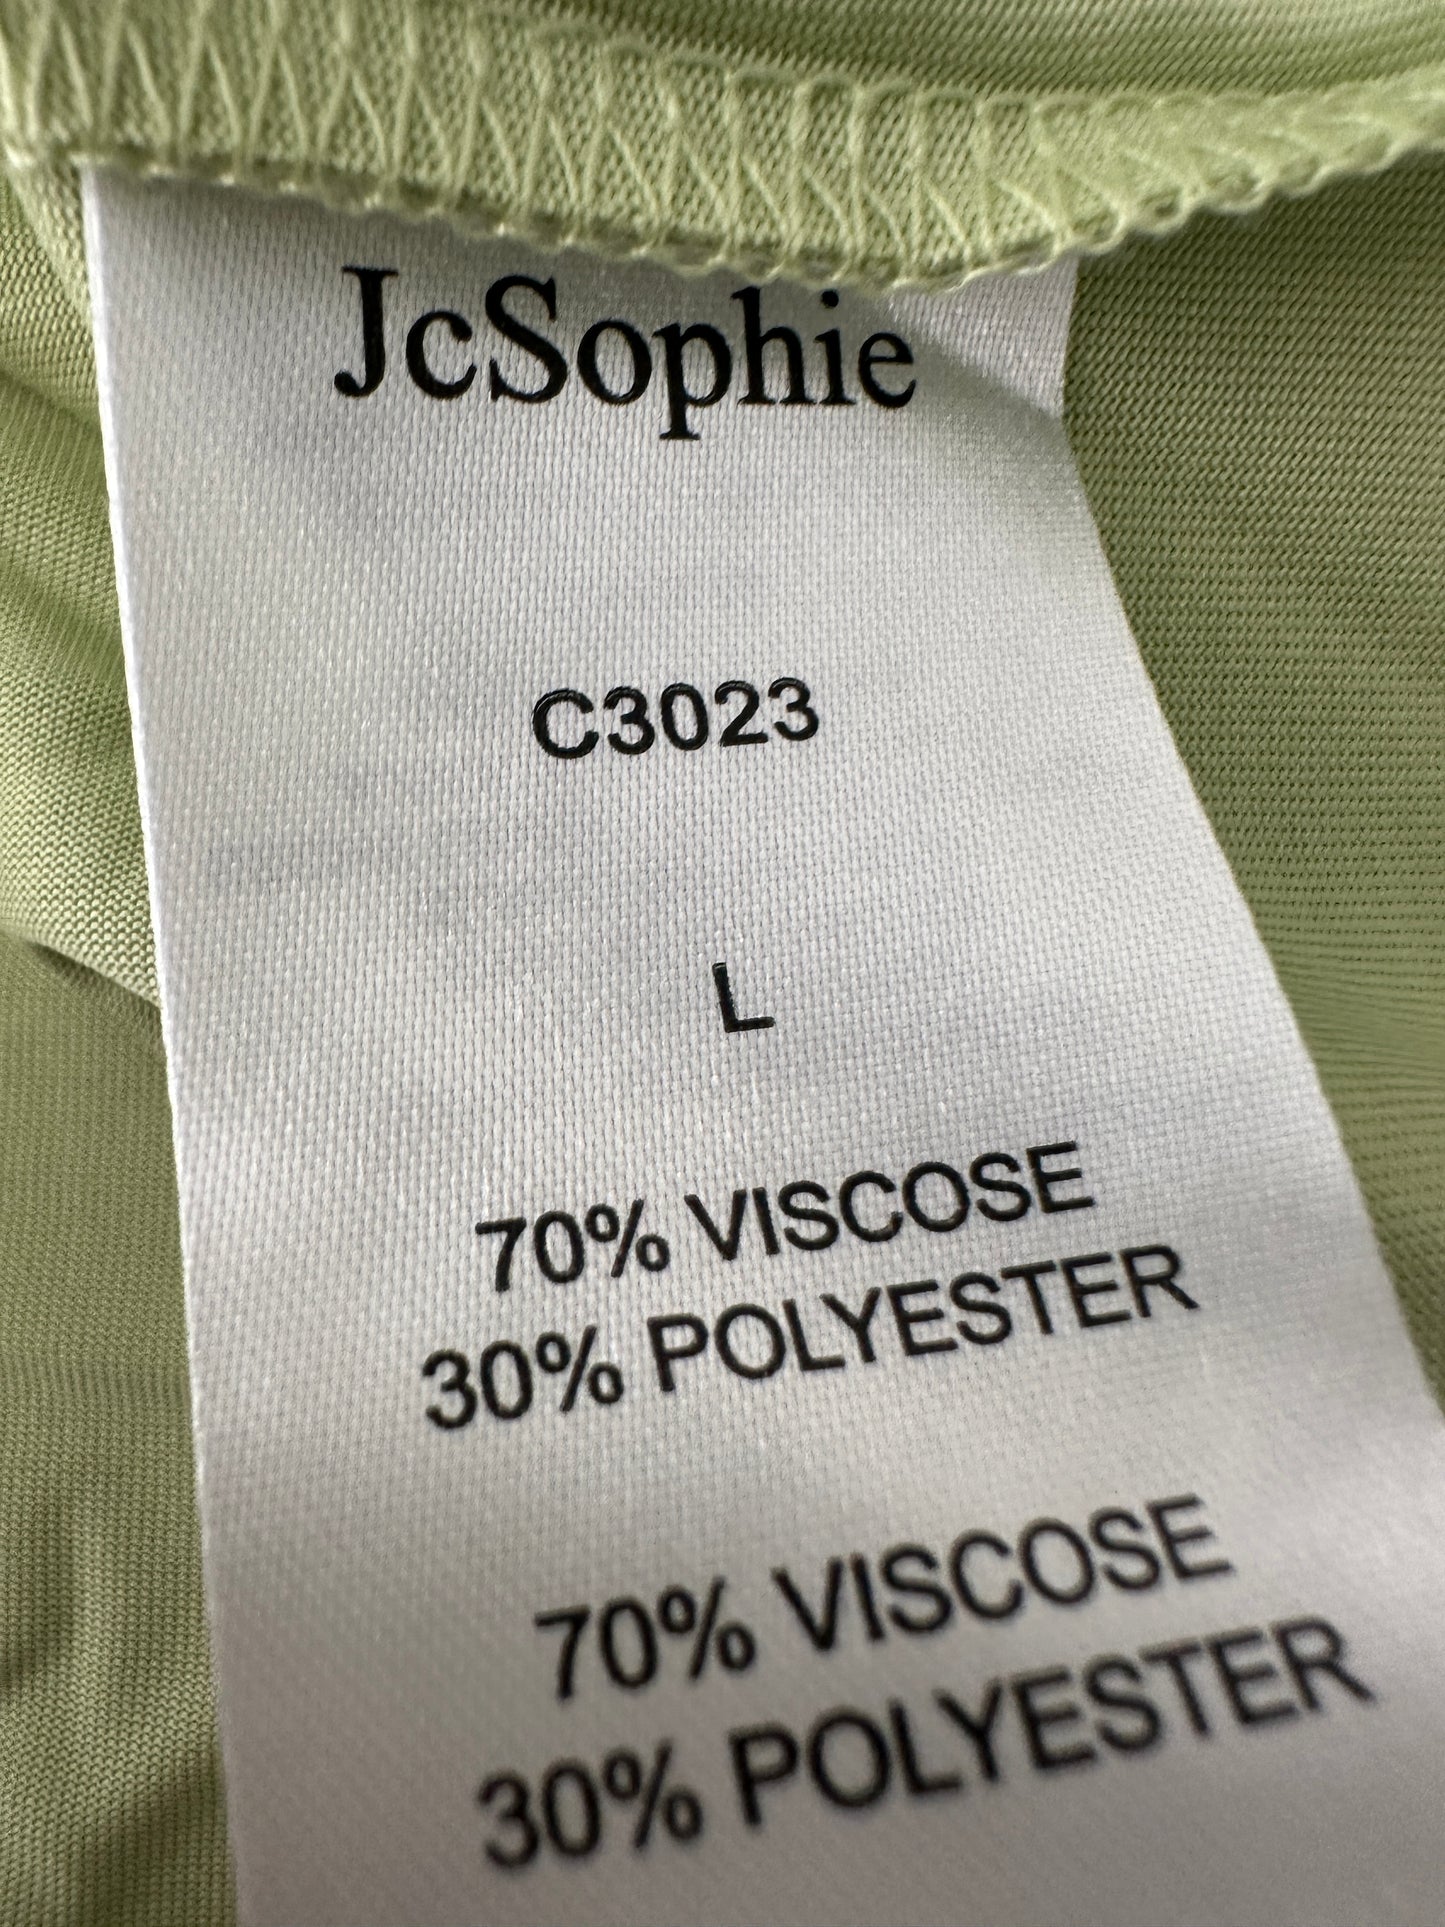 JcSophie
C3023
L
70% VISCOSE
30% POLYESTER
70% VISCOSE
30% POLYESTER